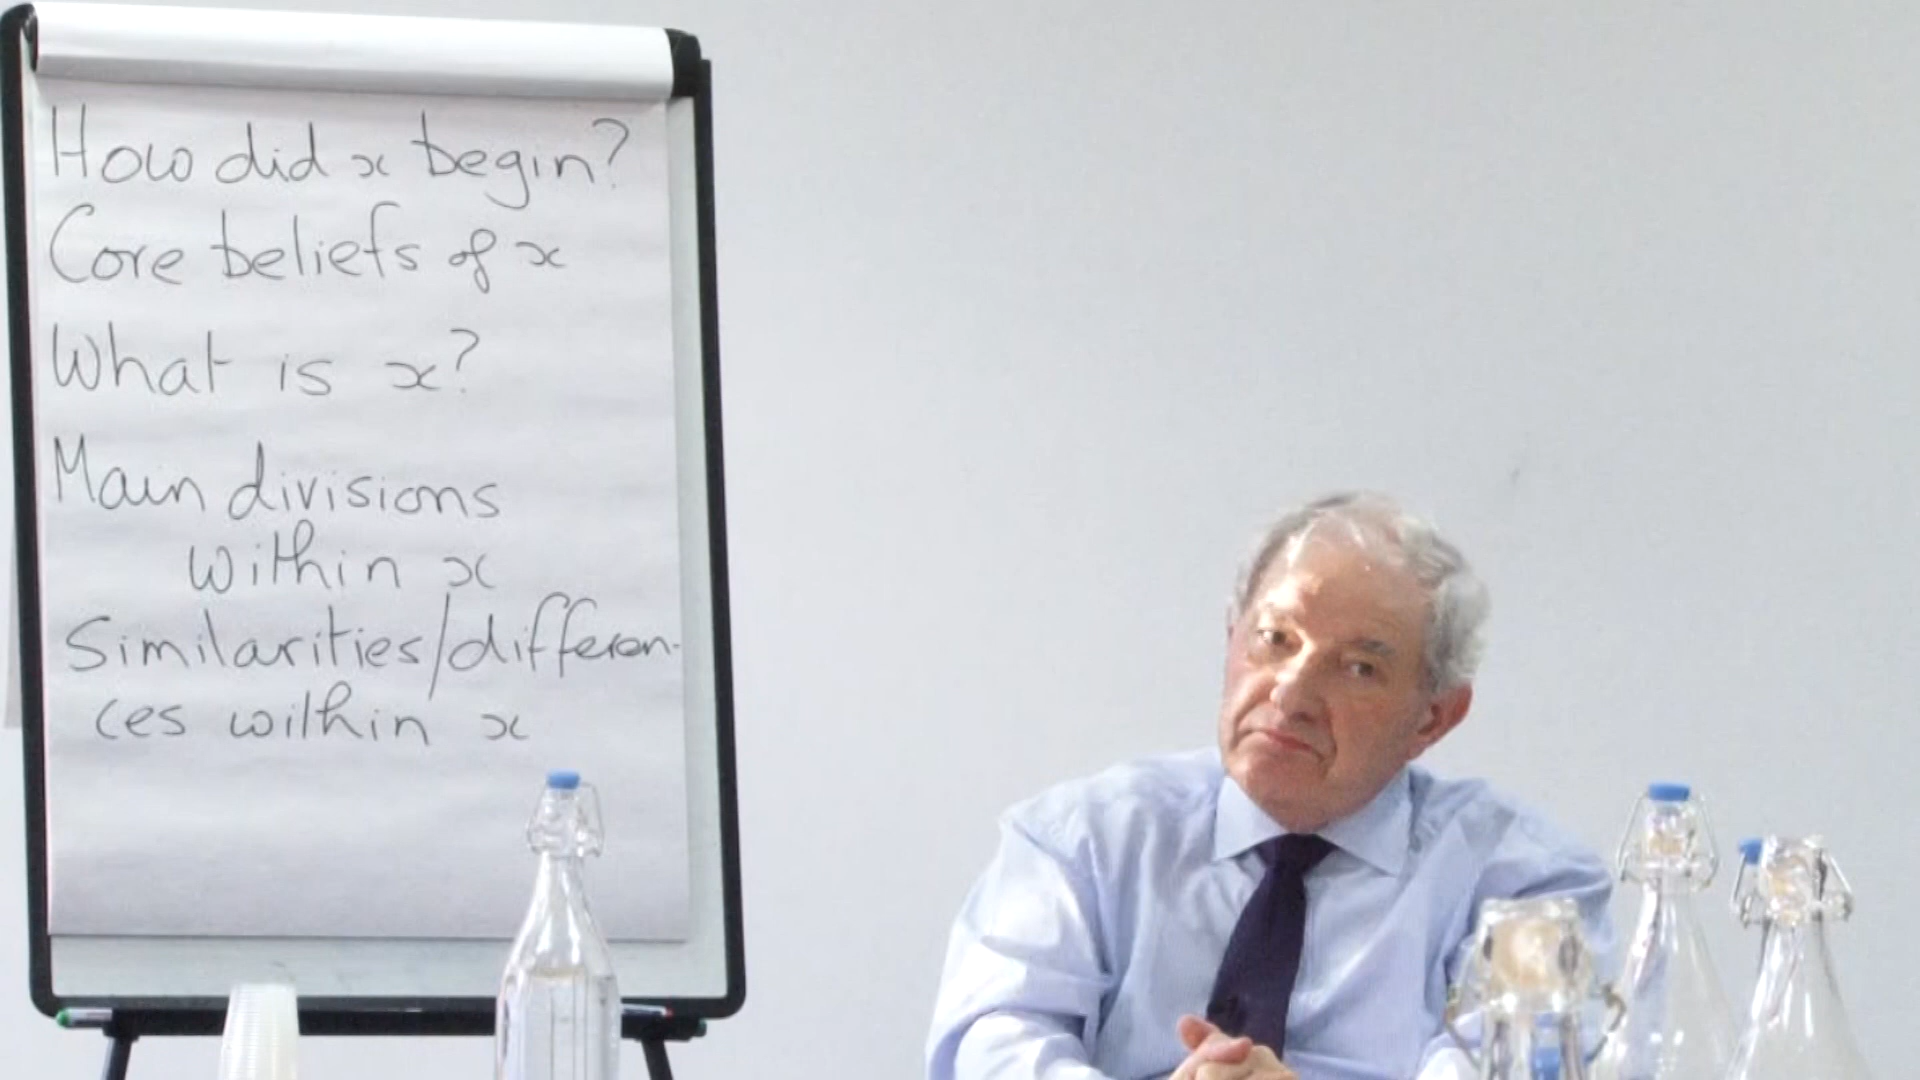 How did x begin?
Core beliefs of x
What is x?
Main divisions
within x
Similarities/differen-
ces within x